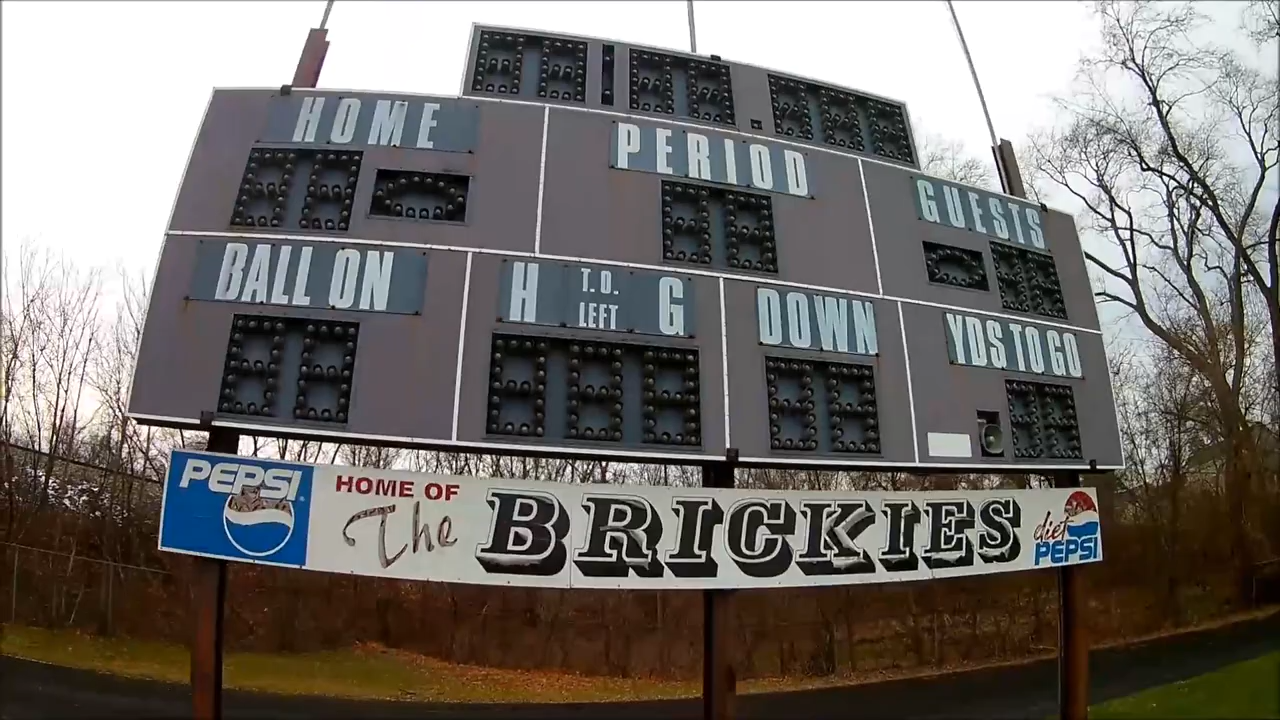 HOME
PERIOD
GUESTS
BALL ON
H T.O. LEFT G
DOWN
YDS TO GO
PEPSI
HOME OF
The BRICKIES
diet PEPSI